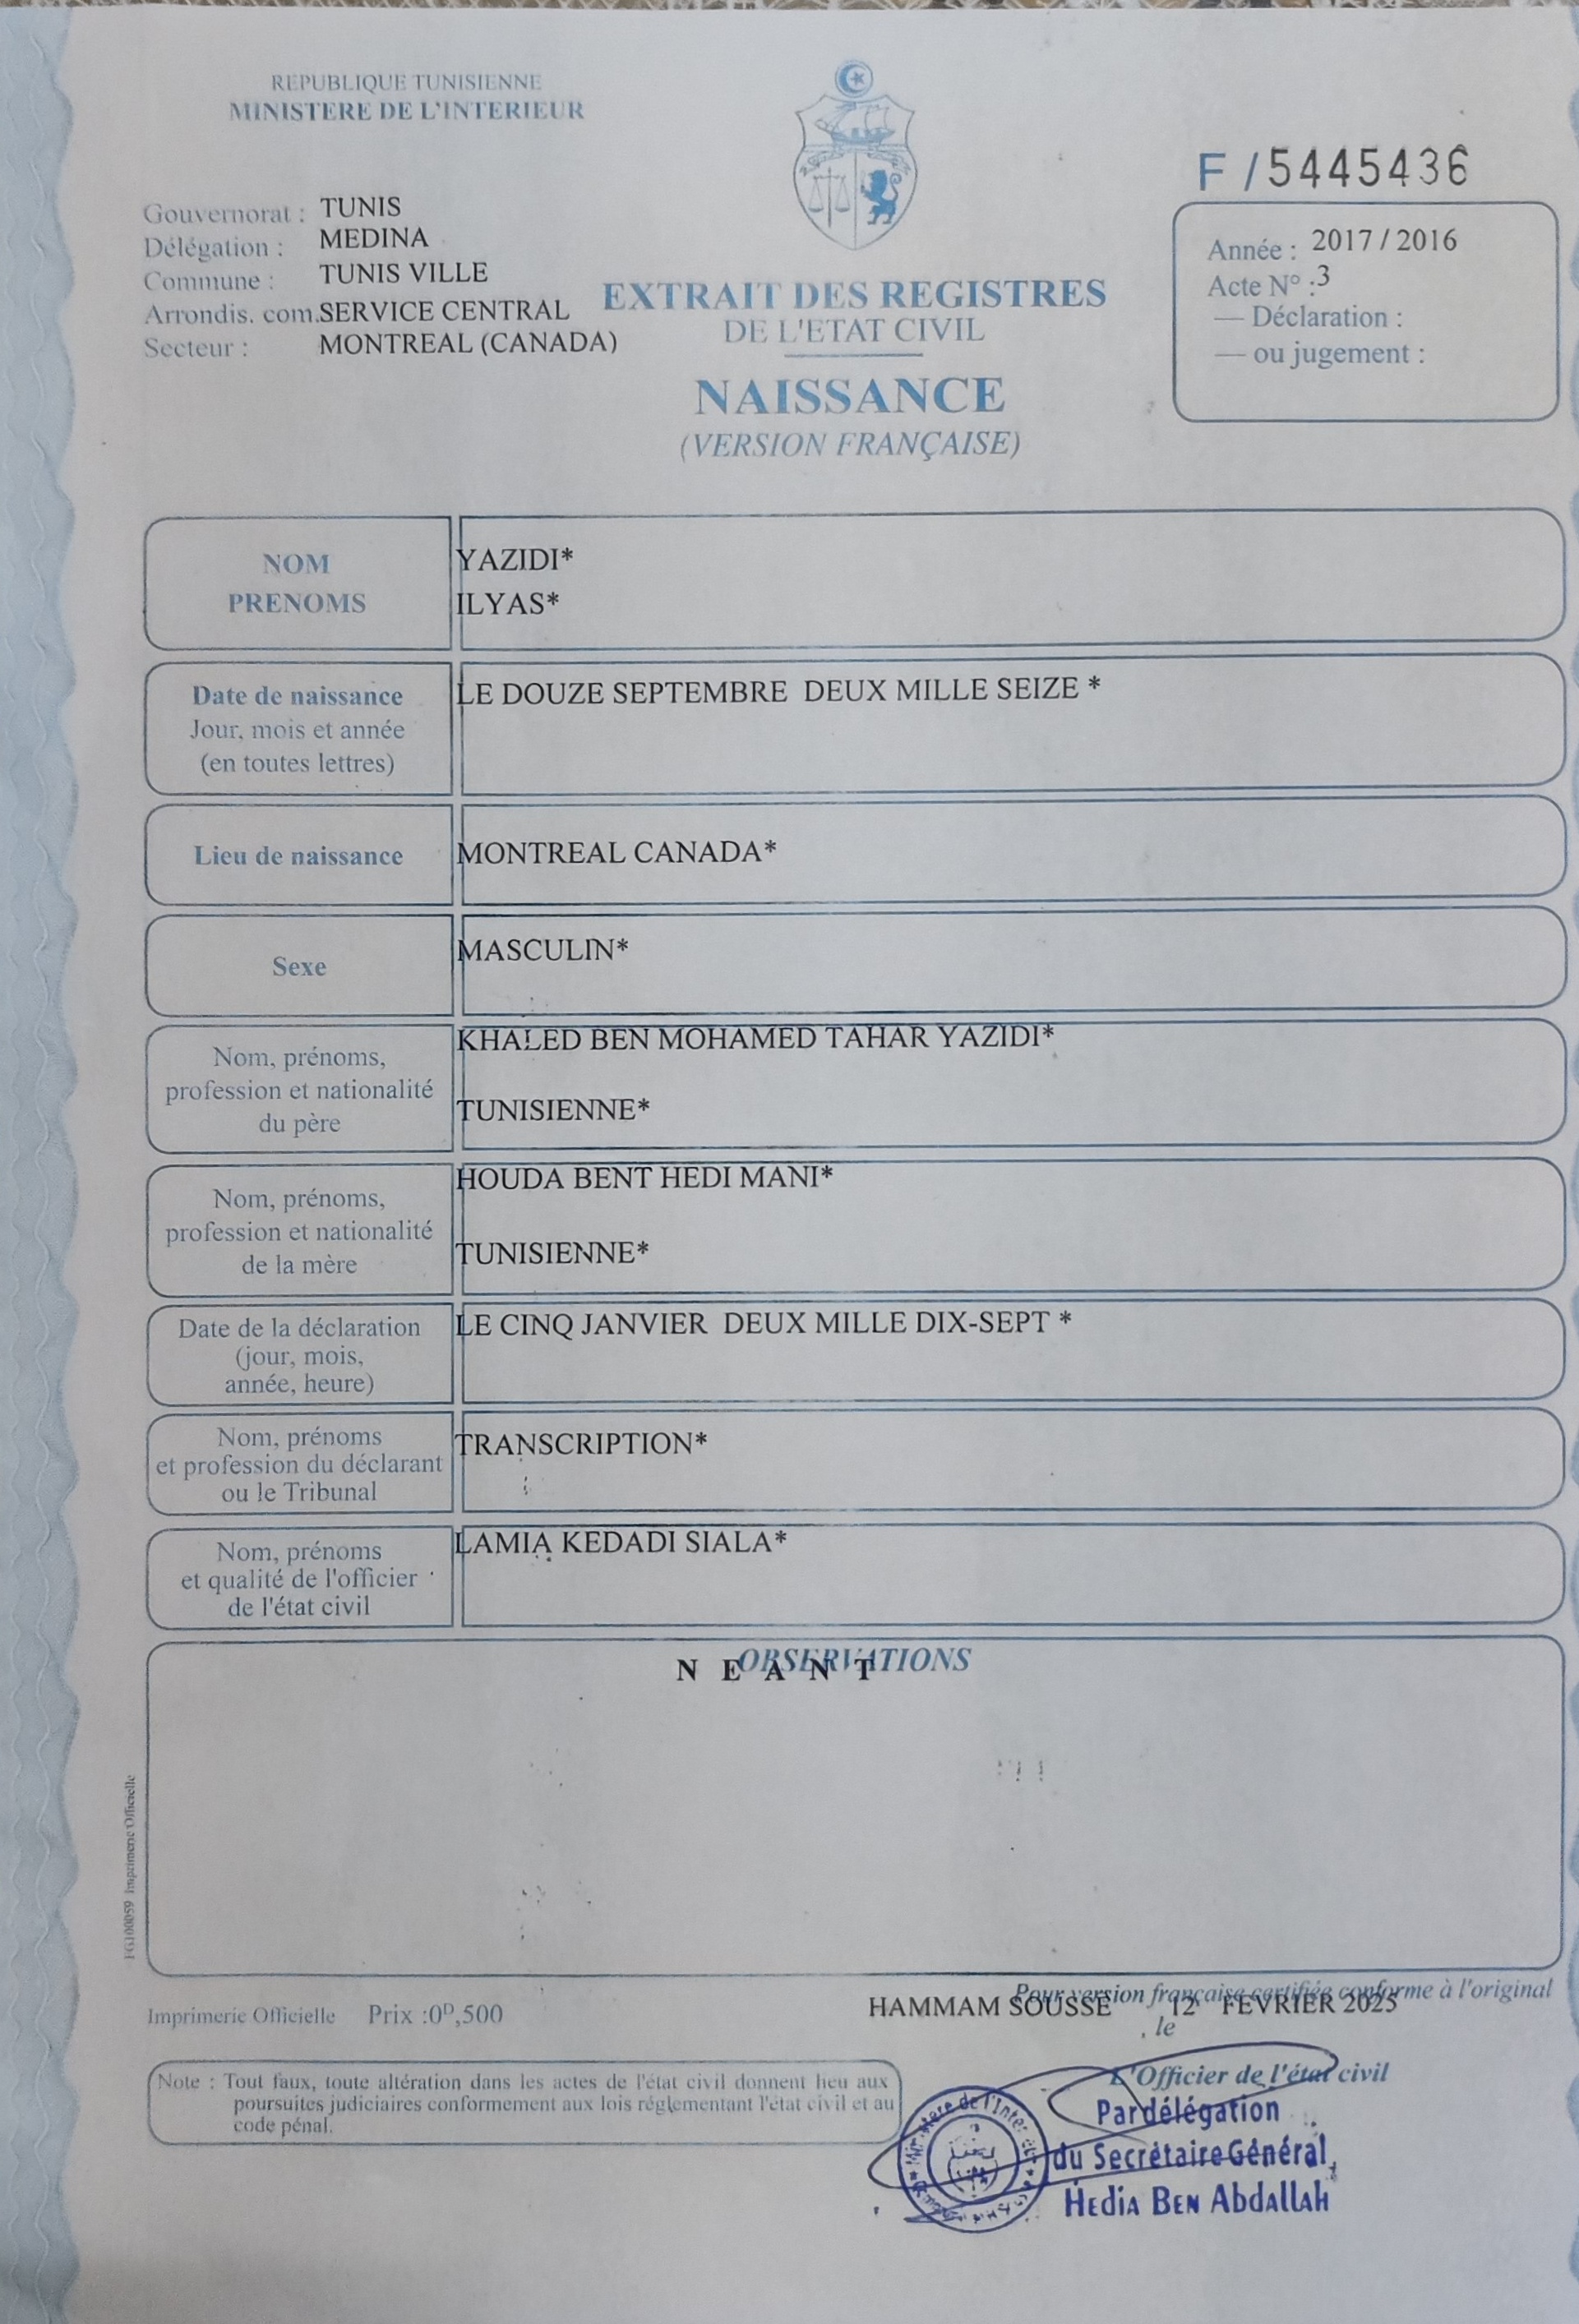 REPUBLIQUE TUNISIENNE
MINISTERE DE L'INTERIEUR
F / 5445436
Gouvernorat : TUNIS
Délégation : MEDINA
Commune : TUNIS VILLE
Arrondis. com. SERVICE CENTRAL
Secteur : MONTREAL (CANADA)
EXTRAIT DES REGISTRES
DE L'ETAT CIVIL
NAISSANCE
(VERSION FRANÇAISE)
Année : 2017 / 2016
Acte N° : 3
— Déclaration :
— ou jugement :
NOM YAZIDI*
PRENOMS ILYAS*
Date de naissance LE DOUZE SEPTEMBRE DEUX MILLE SEIZE *
Jour, mois et année
(en toutes lettres)
Lieu de naissance MONTREAL CANADA*
Sexe MASCULIN*
KHALED BEN MOHAMED TAHAR YAZIDI*
Nom, prénoms,
profession et nationalité TUNISIENNE*
du père
HOUDA BENT HEDI MANI*
Nom, prénoms,
profession et nationalité TUNISIENNE*
de la mère
Date de la déclaration LE CINQ JANVIER DEUX MILLE DIX-SEPT *
(jour, mois,
année, heure)
Nom, prénoms TRANSCRIPTION*
et profession du déclarant
ou le Tribunal
Nom, prénoms LAMIA KEDADI SIALA*
et qualité de l'officier
de l'état civil
OBSERVATIONS
N E A N T
FG100059 Imprimerie Officielle
Imprimerie Officielle Prix :0ᴰ,500
Pour version française certifiée conforme à l'original
HAMMAM SOUSSE 12 FEVRIER 2025
, le
Note : Tout faux, toute altération dans les actes de l'état civil donnent lieu aux
poursuites judiciaires conformement aux lois réglementant l'état civil et au
code pénal.
L'Officier de l'état civil
Par délégation
du Secrétaire Général
Hedia Ben Abdallah
Ministère de l'Intérieur